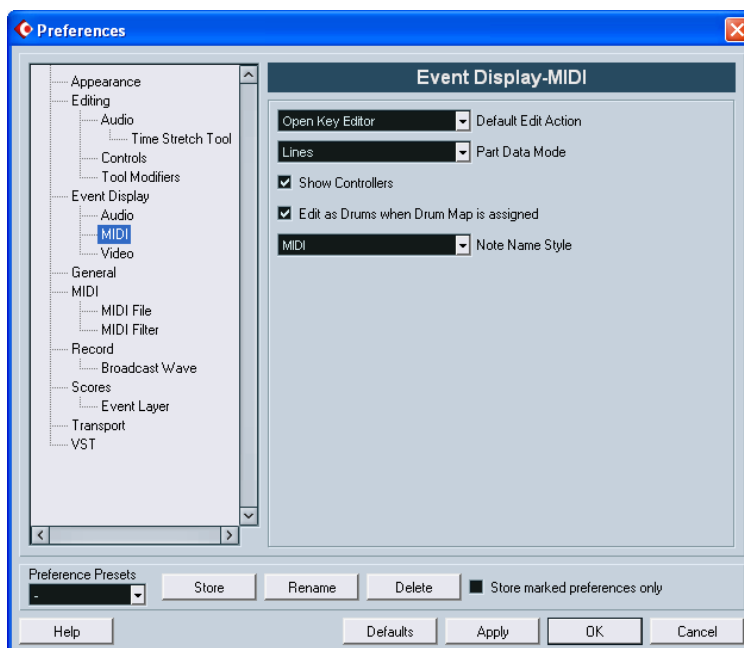 Preferences
Appearance
Editing
Audio
Time Stretch Tool
Controls
Tool Modifiers
Event Display
Audio
MIDI
Video
General
MIDI
MIDI File
MIDI Filter
Record
Broadcast Wave
Scores
Event Layer
Transport
VST
Event Display-MIDI
Open Key Editor Default Edit Action
Lines Part Data Mode
Show Controllers
Edit as Drums when Drum Map is assigned
MIDI Note Name Style
Preference Presets
-
Store Rename Delete Store marked preferences only
Help Defaults Apply OK Cancel